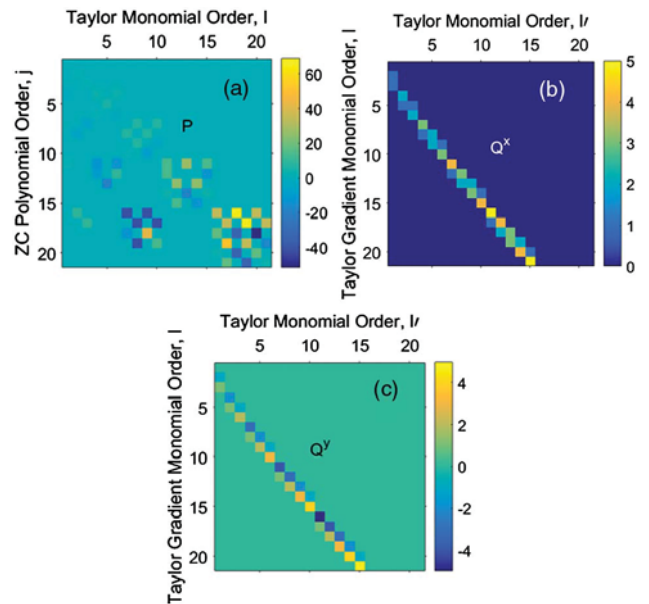 Taylor Monomial Order, l
5 10 15 20
ZC Polynomial Order, j
5
10
15
20
(a)
P
60
40
20
0
-20
-40
Taylor Monomial Order, l′
5 10 15 20
Taylor Gradient Monomial Order, l
5
10
15
20
(b)
Qx
5
4
3
2
1
0
Taylor Monomial Order, l′
5 10 15 20
Taylor Gradient Monomial Order, l
5
10
15
20
(c)
Qy
4
2
0
-2
-4